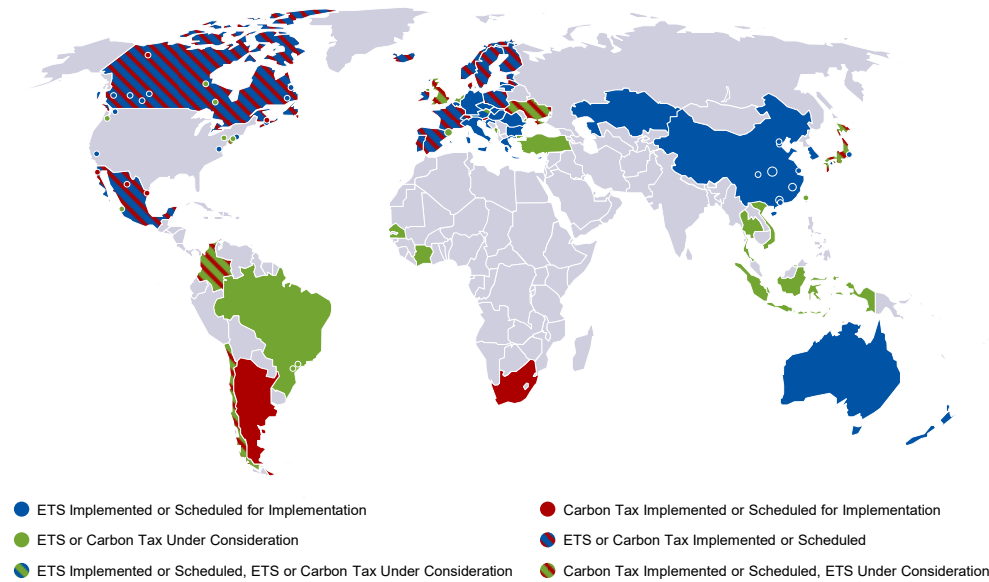 ETS Implemented or Scheduled for Implementation
Carbon Tax Implemented or Scheduled for Implementation
ETS or Carbon Tax Under Consideration
ETS or Carbon Tax Implemented or Scheduled
ETS Implemented or Scheduled, ETS or Carbon Tax Under Consideration
Carbon Tax Implemented or Scheduled, ETS Under Consideration